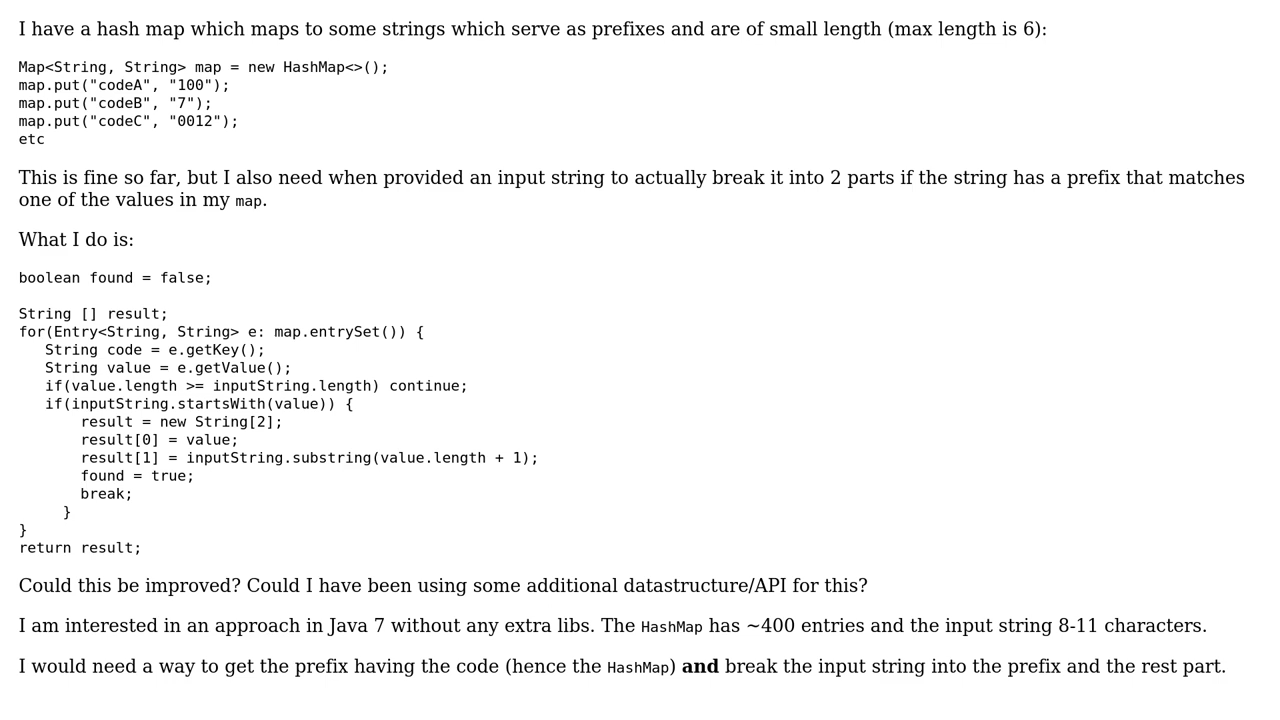 I have a hash map which maps to some strings which serve as prefixes and are of small length (max length is 6):
Map<String, String> map = new HashMap<>();
map.put("codeA", "100");
map.put("codeB", "7");
map.put("codeC", "0012");
etc
This is fine so far, but I also need when provided an input string to actually break it into 2 parts if the string has a prefix that matches
one of the values in my map.
What I do is:
boolean found = false;
String [] result;
for(Entry<String, String> e: map.entrySet()) {
   String code = e.getKey();
   String value = e.getValue();
   if(value.length >= inputString.length) continue;
   if(inputString.startsWith(value)) {
       result = new String[2];
       result[0] = value;
       result[1] = inputString.substring(value.length + 1);
       found = true;
       break;
     }
}
return result;
Could this be improved? Could I have been using some additional datastructure/API for this?
I am interested in an approach in Java 7 without any extra libs. The HashMap has ~400 entries and the input string 8-11 characters.
I would need a way to get the prefix having the code (hence the HashMap) and break the input string into the prefix and the rest part.